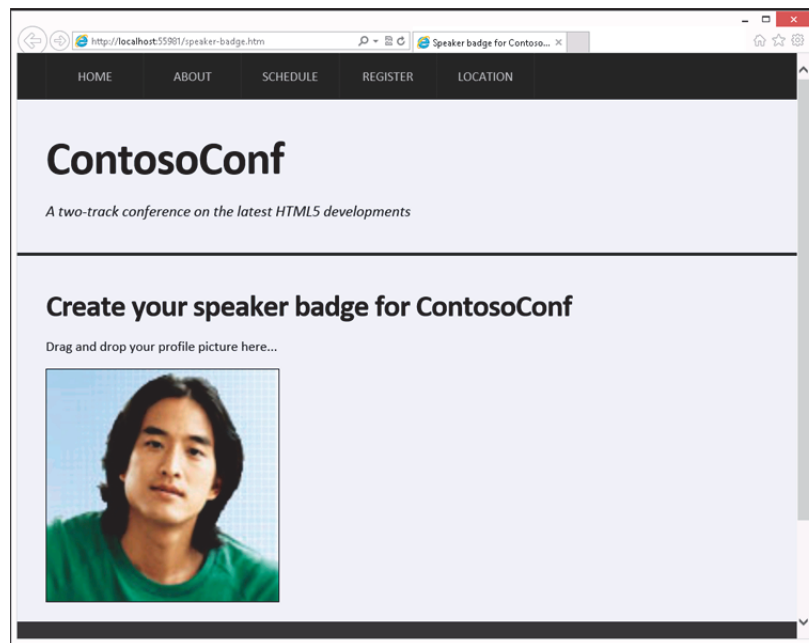 http://localhost:55981/speaker-badge.htm
Speaker badge for Contoso...
HOME ABOUT SCHEDULE REGISTER LOCATION
ContosoConf
A two-track conference on the latest HTML5 developments
Create your speaker badge for ContosoConf
Drag and drop your profile picture here...